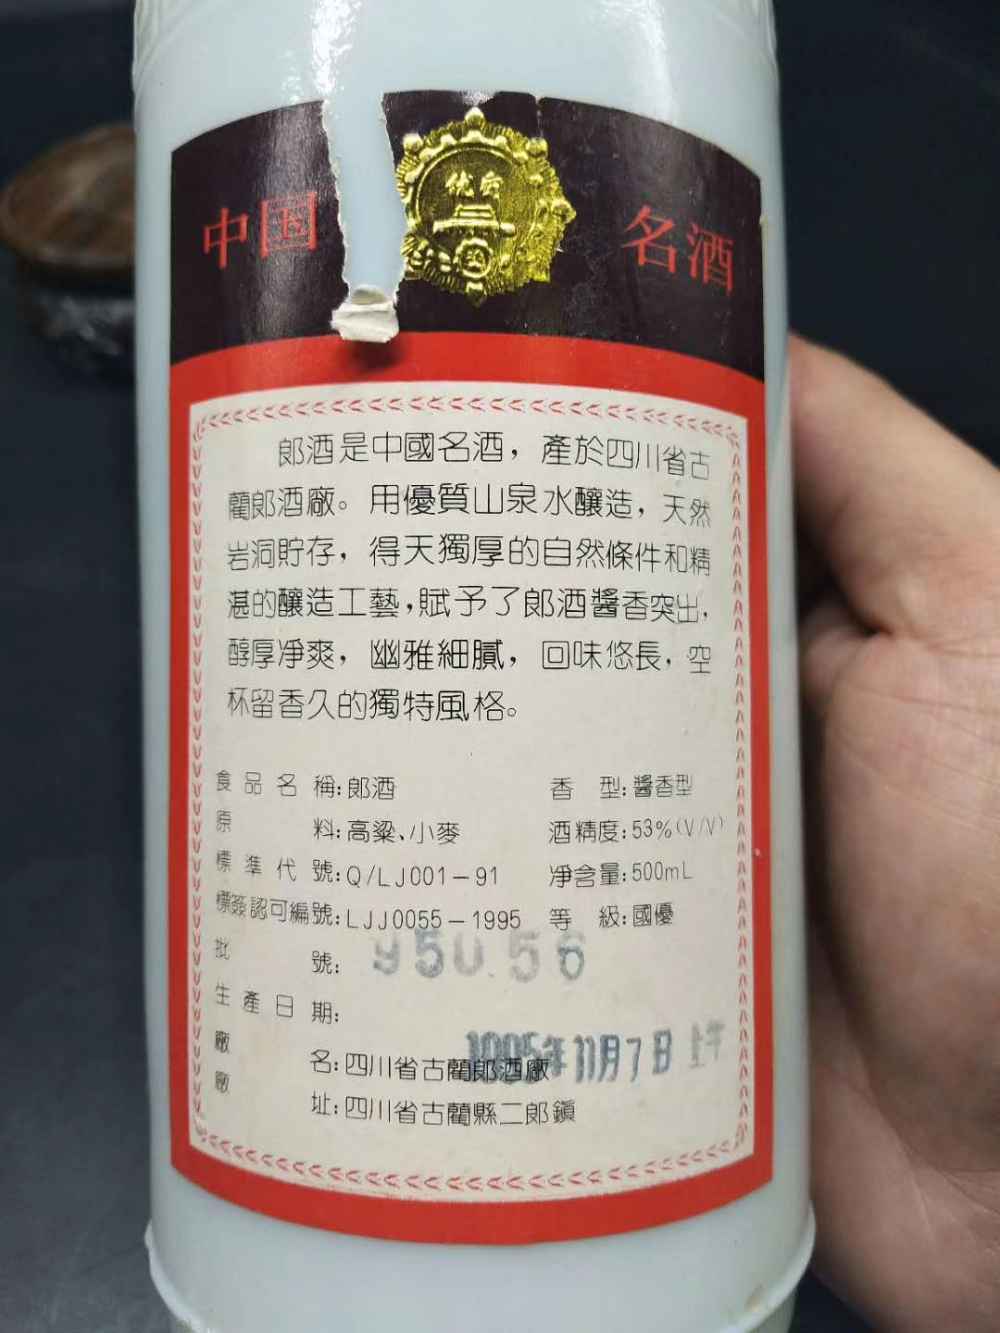 中国 名酒
郎酒是中國名酒，產於四川省古
藺郎酒廠。用優質山泉水釀造，天然
岩洞貯存，得天獨厚的自然條件和精
湛的釀造工藝，賦予了郎酒醬香突出，
醇厚凈爽，幽雅細膩，回味悠長，空
杯留香久的獨特風格。
食品名稱:郎酒 香型:醬香型
原料:高粱、小麥 酒精度:53%(V/V)
標準代號:Q/LJ001-91 凈含量:500mL
標簽認可編號:LJJ0055-1995 等級:國優
批號: 950.56
生產日期:
1995年11月7日
廠名:四川省古藺郎酒廠
廠址:四川省古藺縣二郎鎮